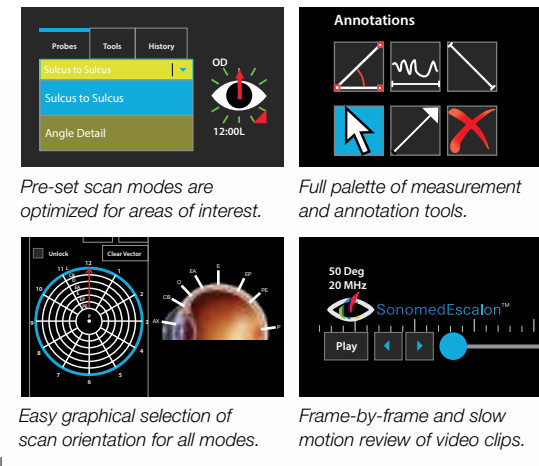 Probes
Tools
History
Sulcus to Sulcus
Sulcus to Sulcus
Angle Detail
OD
12:00L
Pre-set scan modes are
optimized for areas of interest.
Annotations
Full palette of measurement
and annotation tools.
Unlock
Clear Vector
11 L
12
1
2
3
4
5
6
7
8
9
10
P
AX
CB
O
EA
E
EP
PE
P
Easy graphical selection of
scan orientation for all modes.
50 Deg
20 MHz
SonomedEscalon™
Play
Frame-by-frame and slow
motion review of video clips.